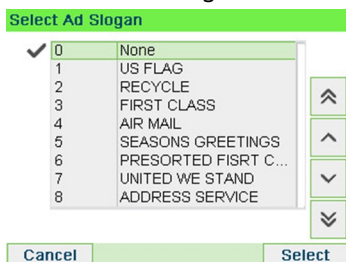 Select Ad Slogan
0 None
1 US FLAG
2 RECYCLE
3 FIRST CLASS
4 AIR MAIL
5 SEASONS GREETINGS
6 PRESORTED FISRT C...
7 UNITED WE STAND
8 ADDRESS SERVICE
Cancel Select